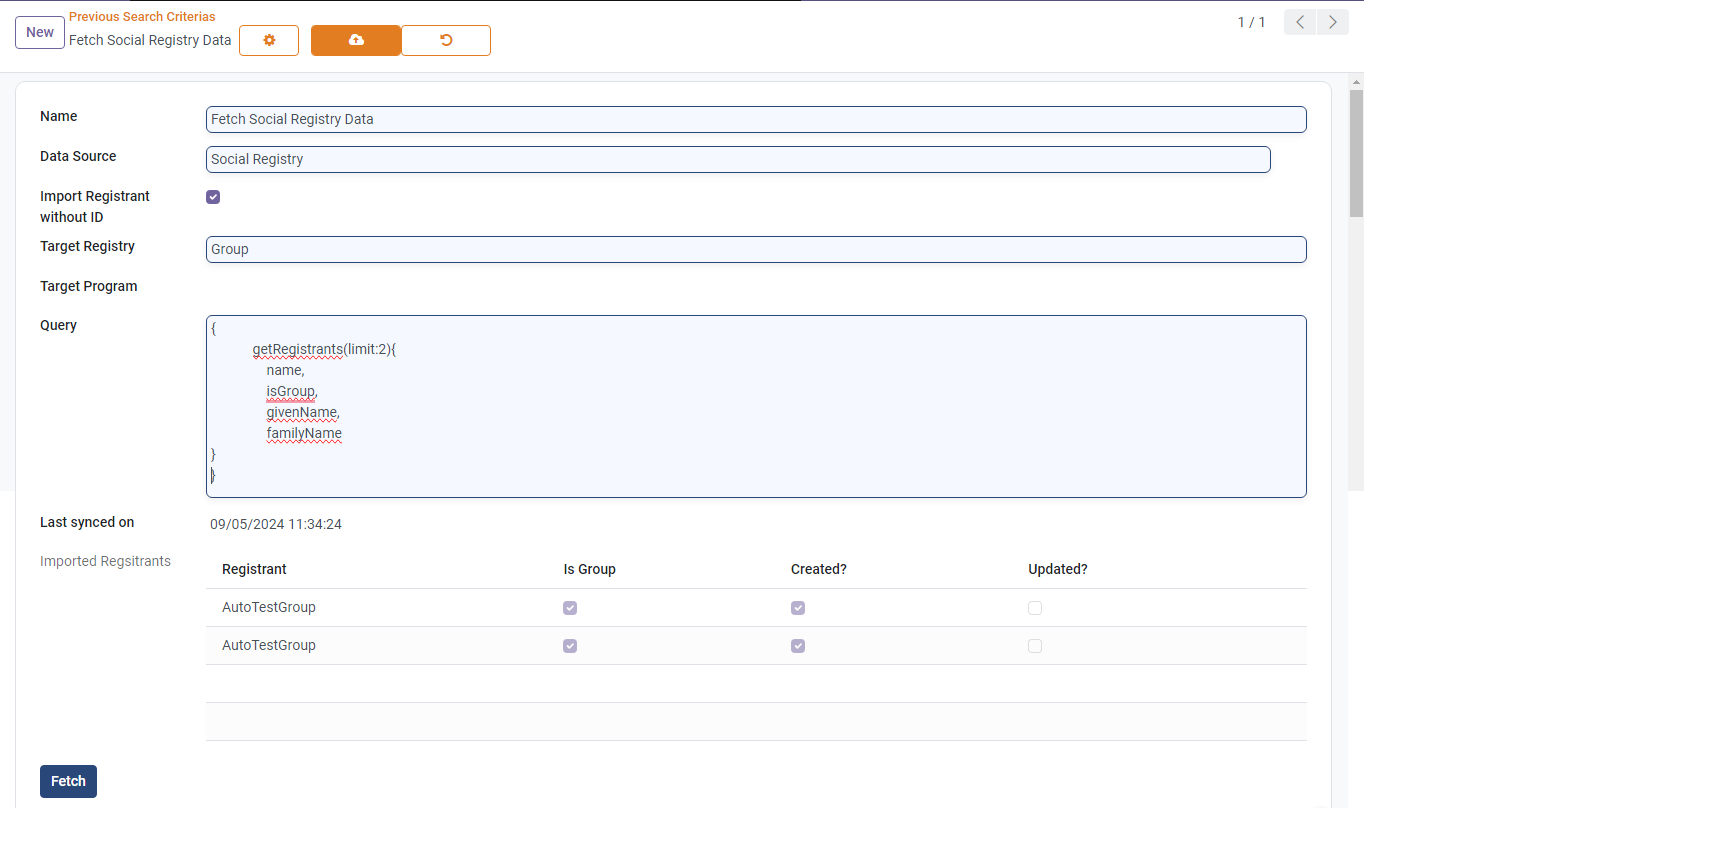 New
Previous Search Criterias
Fetch Social Registry Data
1 / 1
Name
Fetch Social Registry Data
Data Source
Social Registry
Import Registrant
without ID
Target Registry
Group
Target Program
Query
{
getRegistrants(limit:2){
name,
isGroup,
givenName,
familyName
}
}
Last synced on
09/05/2024 11:34:24
Imported Regsitrants
Registrant Is Group Created? Updated?
AutoTestGroup
AutoTestGroup
Fetch